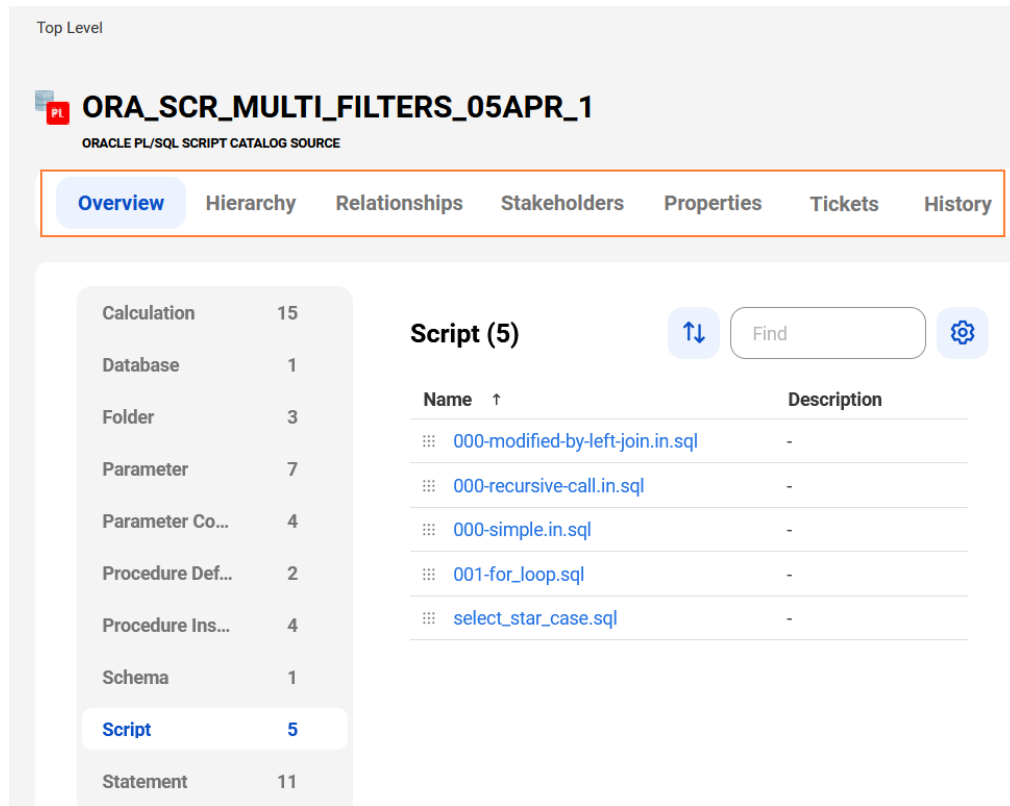 Top Level
PL
ORA_SCR_MULTI_FILTERS_05APR_1
ORACLE PL/SQL SCRIPT CATALOG SOURCE
Overview Hierarchy Relationships Stakeholders Properties Tickets History
Calculation 15
Database 1
Folder 3
Parameter 7
Parameter Co... 4
Procedure Def... 2
Procedure Ins... 4
Schema 1
Script 5
Statement 11
Script (5)
Find
Name ↑ Description
000-modified-by-left-join.in.sql -
000-recursive-call.in.sql -
000-simple.in.sql -
001-for_loop.sql -
select_star_case.sql -